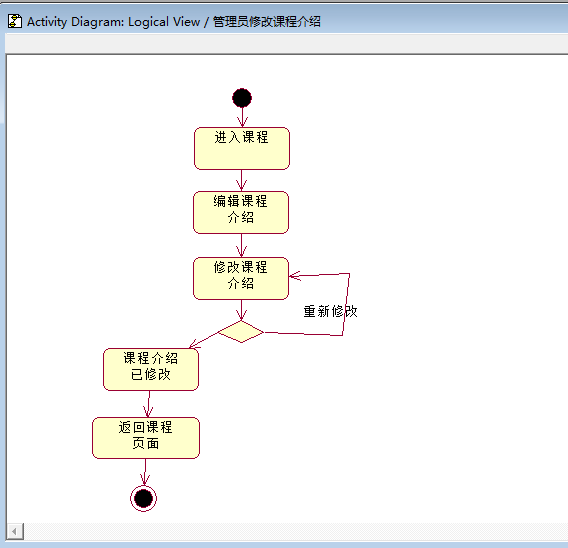 Activity Diagram: Logical View / 管理员修改课程介绍
进入课程
编辑课程
介绍
修改课程
介绍
重新修改
课程介绍
已修改
返回课程
页面